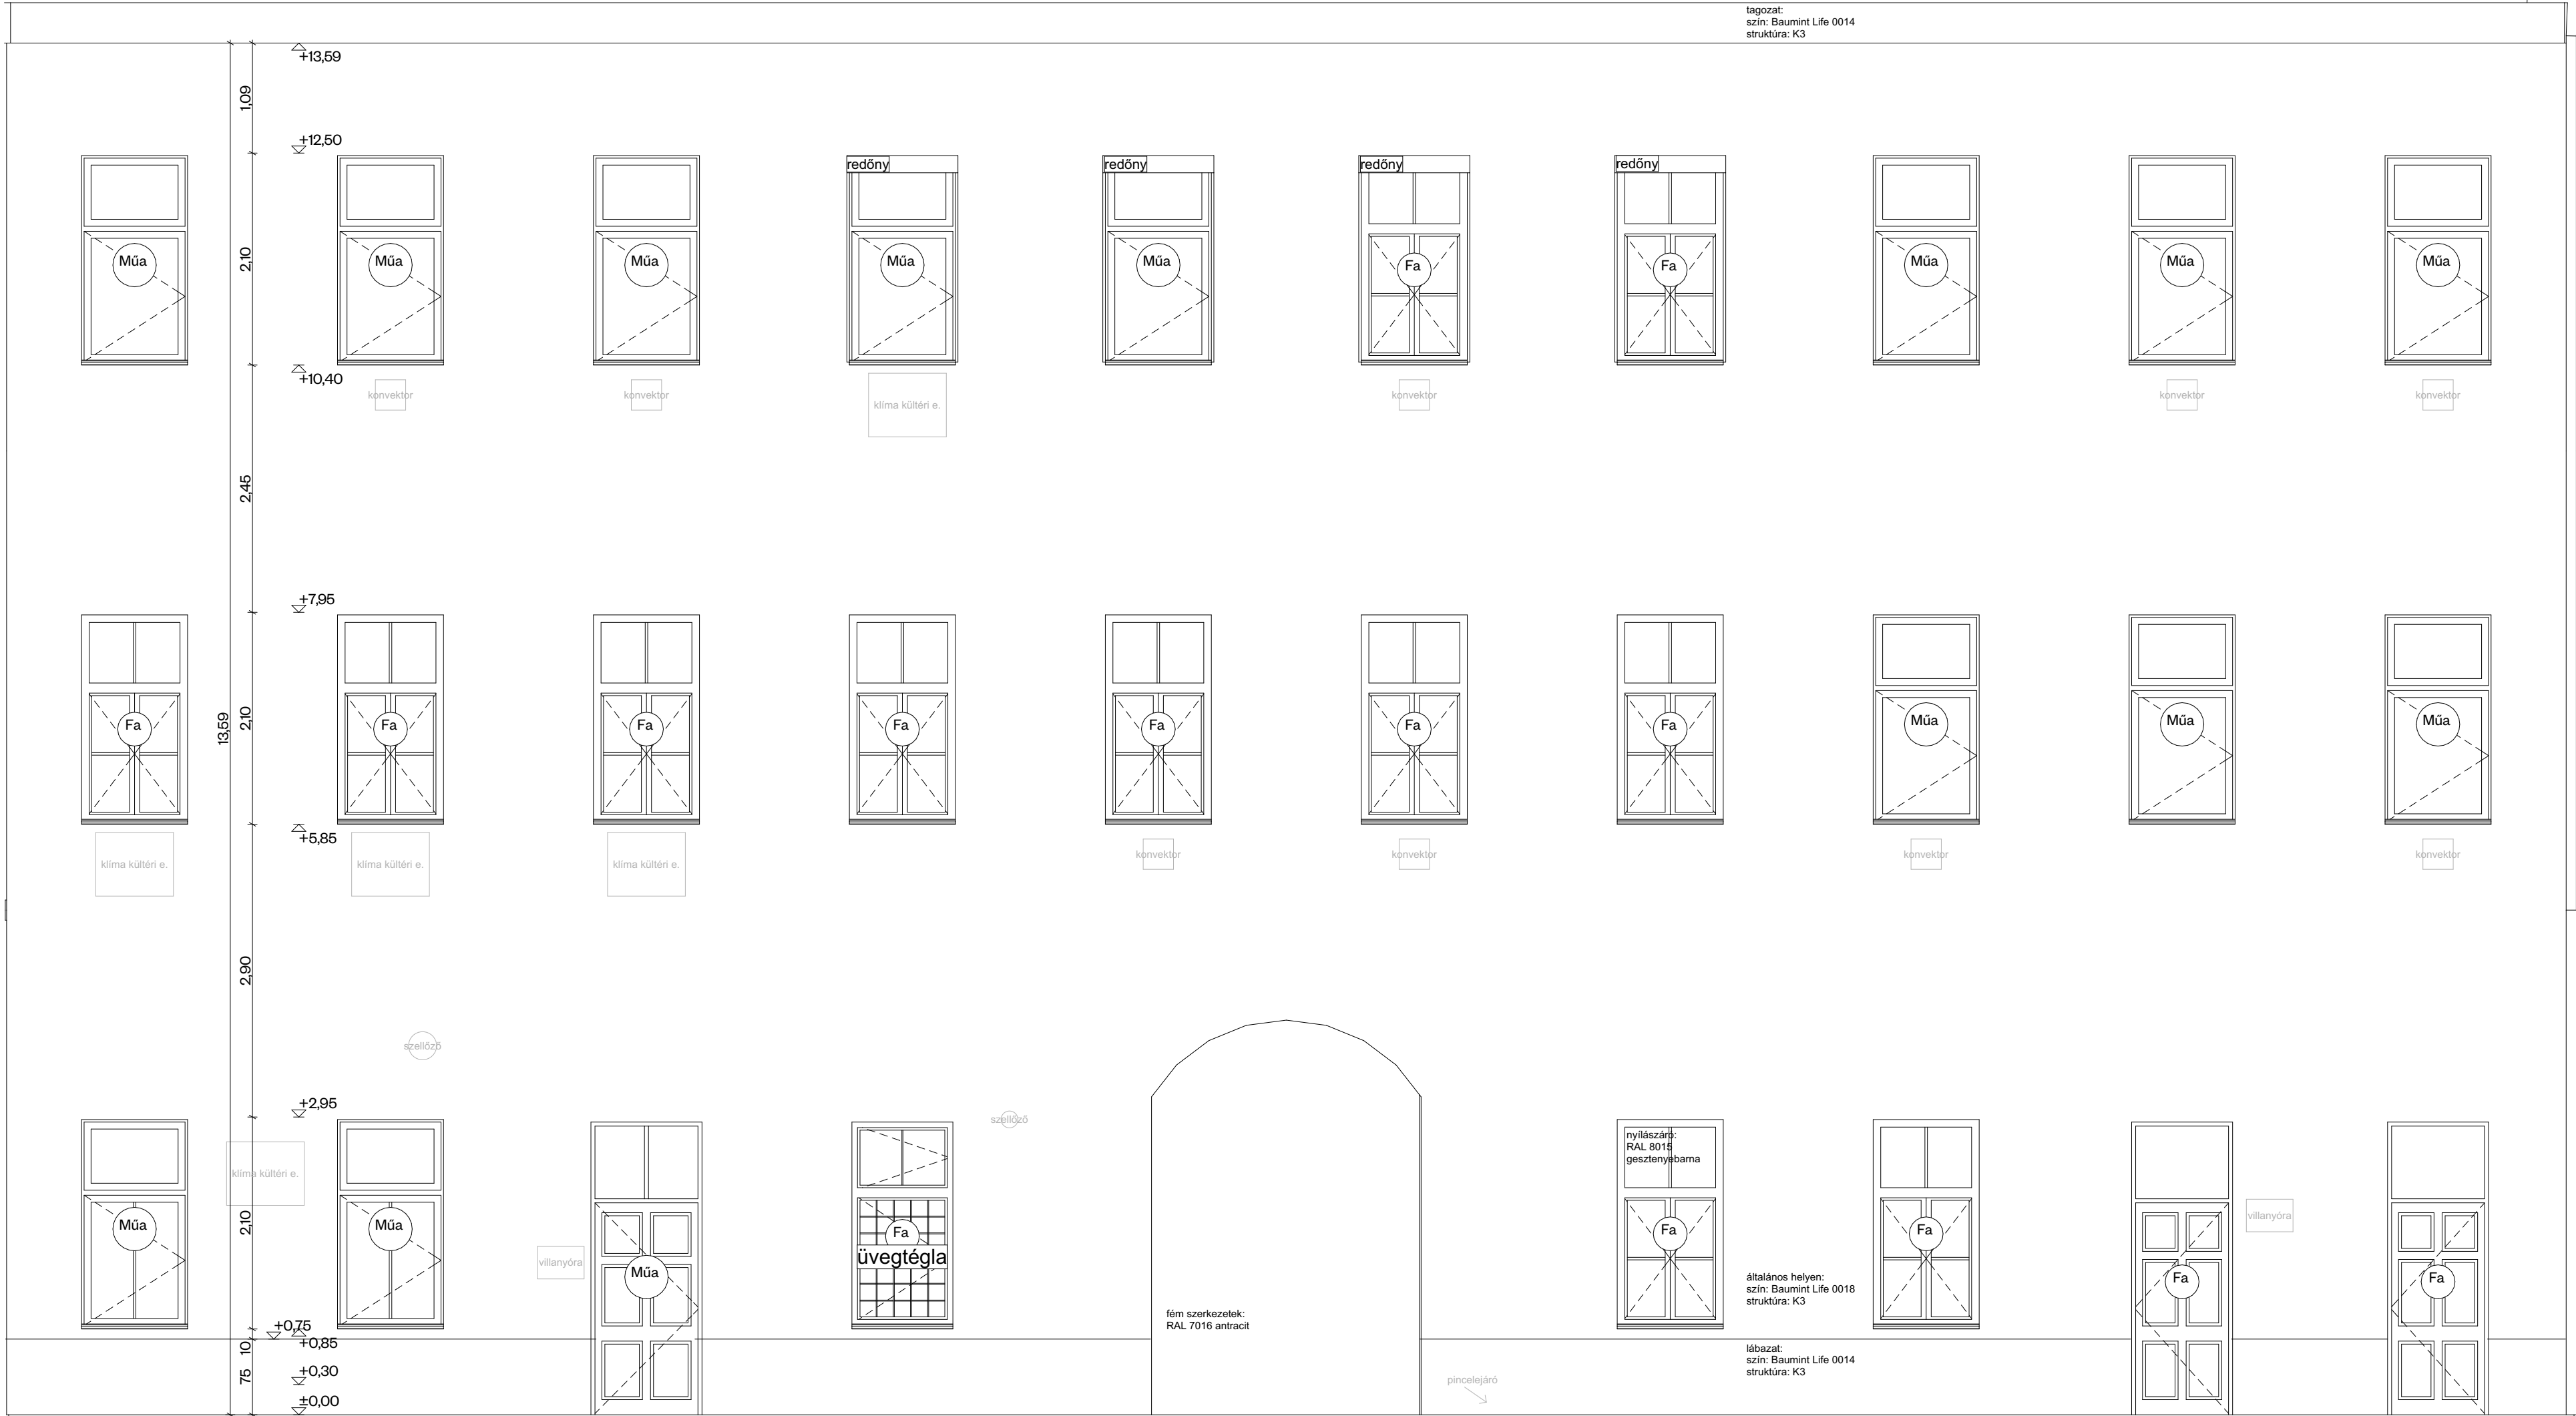 tagozat:
szín: Baumint Life 0014
struktúra: K3
+13,59
1,09
+12,50
redőny
redőny
redőny
redőny
Műa
Műa
Műa
Műa
Műa
Fa
Fa
Műa
Műa
Műa
2,10
+10,40
konvektor
konvektor
klíma kültéri e.
konvektor
konvektor
konvektor
2,45
+7,95
13,59
2,10
Fa
Fa
Fa
Fa
Fa
Fa
Fa
Műa
Műa
Műa
+5,85
klíma kültéri e.
klíma kültéri e.
klíma kültéri e.
konvektor
konvektor
konvektor
konvektor
2,90
szellőző
+2,95
szellőző
klíma kültéri e.
nyílászáró:
RAL 8015
gesztenyebarna
villanyóra
2,10
Műa
Műa
villanyóra
Műa
Fa
üvegtégla
Fa
Fa
Fa
Fa
általános helyen:
szín: Baumint Life 0018
struktúra: K3
fém szerkezetek:
RAL 7016 antracit
+0,75
+0,85
10
+0,30
75
±0,00
lábazat:
szín: Baumint Life 0014
struktúra: K3
pincelejáró